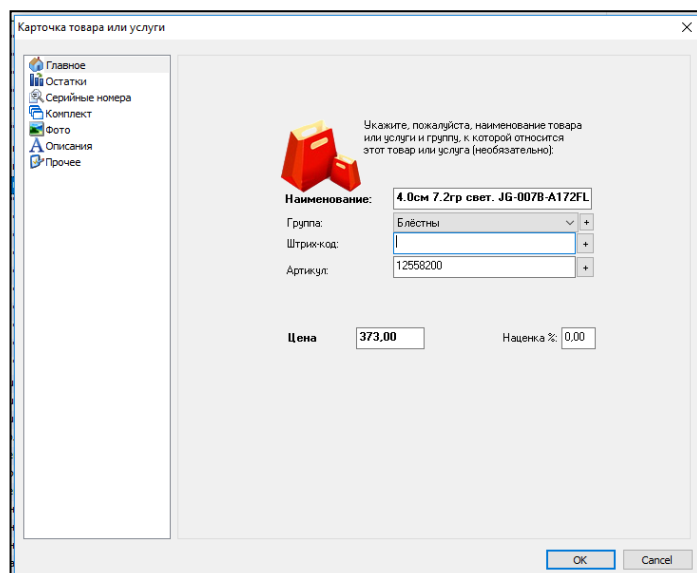 Карточка товара или услуги
Главное
Остатки
Серийные номера
Комплект
Фото
Описания
Прочее
Укажите, пожалуйста, наименование товара
или услуги и группу, к которой относится
этот товар или услуга (необязательно):
Наименование: 4.0см 7.2гр свет. JG-007B-A172FL
Группа: Блёстны +
Штрих-код: +
Артикул: 12558200 +
Цена 373,00 Наценка %: 0,00
OK Cancel